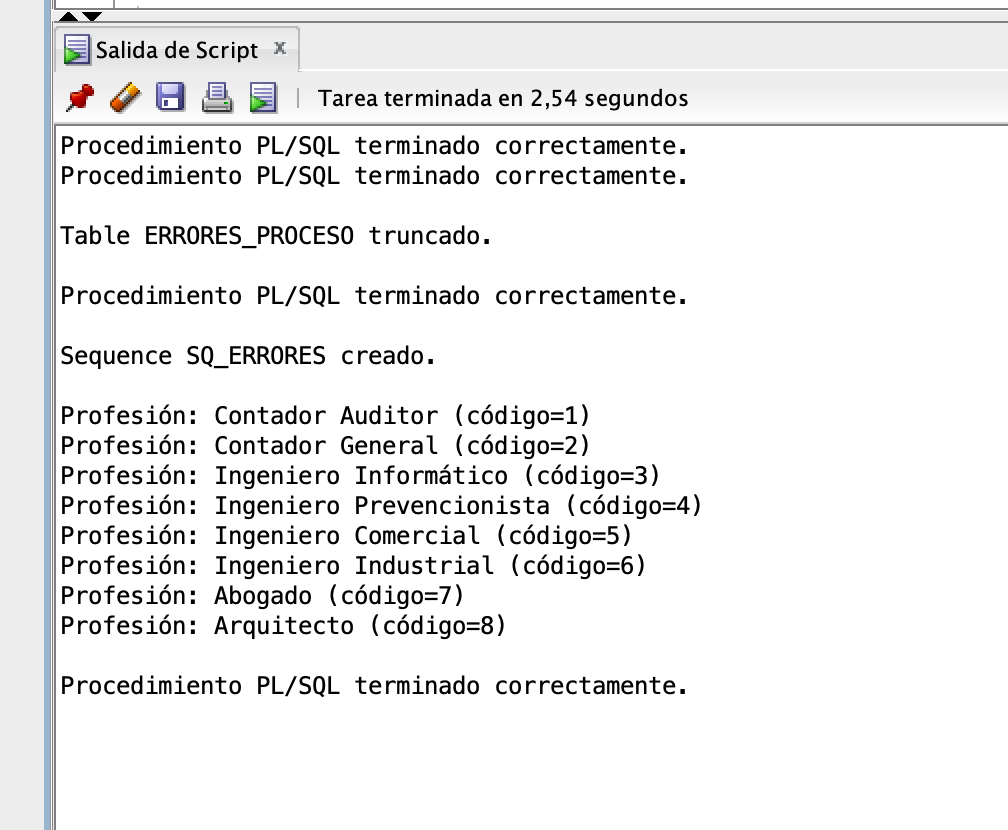 Salida de Script x
Tarea terminada en 2,54 segundos
Procedimiento PL/SQL terminado correctamente.
Procedimiento PL/SQL terminado correctamente.
Table ERRORES_PROCESO truncado.
Procedimiento PL/SQL terminado correctamente.
Sequence SQ_ERRORES creado.
Profesión: Contador Auditor (código=1)
Profesión: Contador General (código=2)
Profesión: Ingeniero Informático (código=3)
Profesión: Ingeniero Prevencionista (código=4)
Profesión: Ingeniero Comercial (código=5)
Profesión: Ingeniero Industrial (código=6)
Profesión: Abogado (código=7)
Profesión: Arquitecto (código=8)
Procedimiento PL/SQL terminado correctamente.